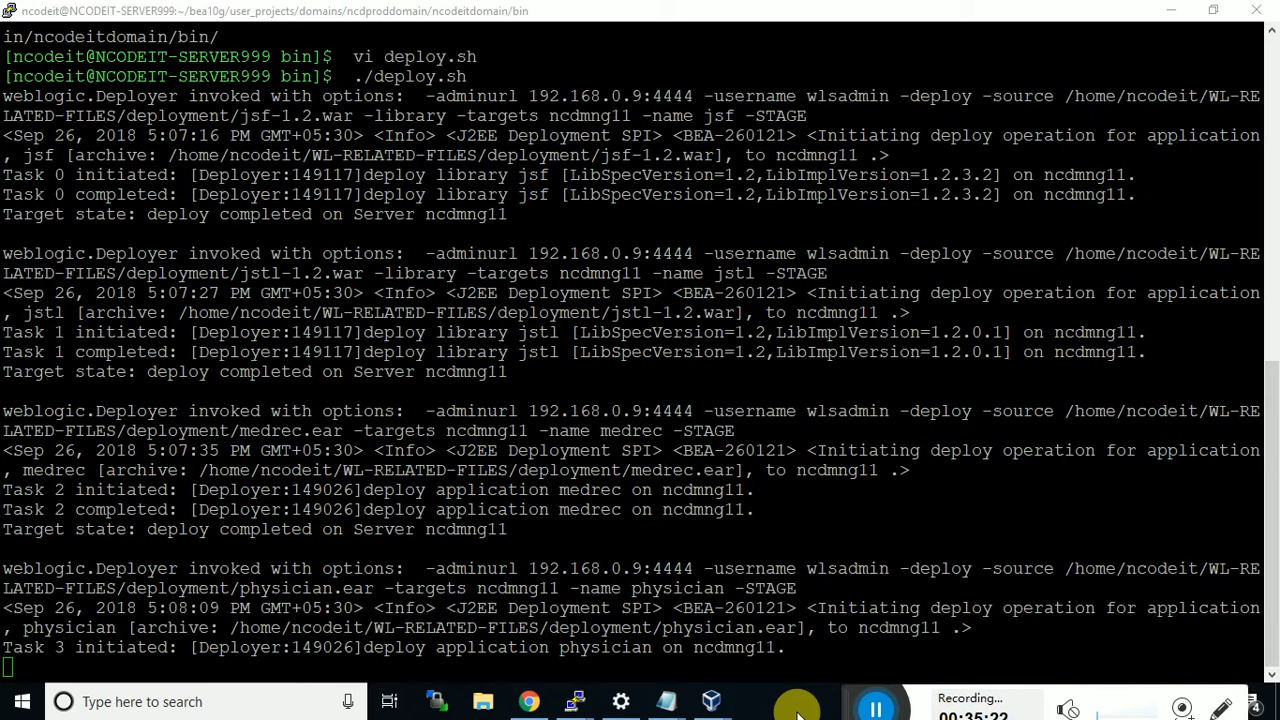 ncodeit@NCODEIT-SERVER999:~/bea10g/user_projects/domains/ncdproddomain/ncodeitdomain/bin
in/ncodeitdomain/bin/
[ncodeit@NCODEIT-SERVER999 bin]$  vi deploy.sh
[ncodeit@NCODEIT-SERVER999 bin]$  ./deploy.sh
weblogic.Deployer invoked with options:  -adminurl 192.168.0.9:4444 -username wlsadmin -deploy -source /home/ncodeit/WL-RE
LATED-FILES/deployment/jsf-1.2.war -library -targets ncdmng11 -name jsf -STAGE
<Sep 26, 2018 5:07:16 PM GMT+05:30> <Info> <J2EE Deployment SPI> <BEA-260121> <Initiating deploy operation for application
, jsf [archive: /home/ncodeit/WL-RELATED-FILES/deployment/jsf-1.2.war], to ncdmng11 .>
Task 0 initiated: [Deployer:149117]deploy library jsf [LibSpecVersion=1.2,LibImplVersion=1.2.3.2] on ncdmng11.
Task 0 completed: [Deployer:149117]deploy library jsf [LibSpecVersion=1.2,LibImplVersion=1.2.3.2] on ncdmng11.
Target state: deploy completed on Server ncdmng11
weblogic.Deployer invoked with options:  -adminurl 192.168.0.9:4444 -username wlsadmin -deploy -source /home/ncodeit/WL-RE
LATED-FILES/deployment/jstl-1.2.war -library -targets ncdmng11 -name jstl -STAGE
<Sep 26, 2018 5:07:27 PM GMT+05:30> <Info> <J2EE Deployment SPI> <BEA-260121> <Initiating deploy operation for application
, jstl [archive: /home/ncodeit/WL-RELATED-FILES/deployment/jstl-1.2.war], to ncdmng11 .>
Task 1 initiated: [Deployer:149117]deploy library jstl [LibSpecVersion=1.2,LibImplVersion=1.2.0.1] on ncdmng11.
Task 1 completed: [Deployer:149117]deploy library jstl [LibSpecVersion=1.2,LibImplVersion=1.2.0.1] on ncdmng11.
Target state: deploy completed on Server ncdmng11
weblogic.Deployer invoked with options:  -adminurl 192.168.0.9:4444 -username wlsadmin -deploy -source /home/ncodeit/WL-RE
LATED-FILES/deployment/medrec.ear -targets ncdmng11 -name medrec -STAGE
<Sep 26, 2018 5:07:35 PM GMT+05:30> <Info> <J2EE Deployment SPI> <BEA-260121> <Initiating deploy operation for application
, medrec [archive: /home/ncodeit/WL-RELATED-FILES/deployment/medrec.ear], to ncdmng11 .>
Task 2 initiated: [Deployer:149026]deploy application medrec on ncdmng11.
Task 2 completed: [Deployer:149026]deploy application medrec on ncdmng11.
Target state: deploy completed on Server ncdmng11
weblogic.Deployer invoked with options:  -adminurl 192.168.0.9:4444 -username wlsadmin -deploy -source /home/ncodeit/WL-RE
LATED-FILES/deployment/physician.ear -targets ncdmng11 -name physician -STAGE
<Sep 26, 2018 5:08:09 PM GMT+05:30> <Info> <J2EE Deployment SPI> <BEA-260121> <Initiating deploy operation for application
, physician [archive: /home/ncodeit/WL-RELATED-FILES/deployment/physician.ear], to ncdmng11 .>
Task 3 initiated: [Deployer:149026]deploy application physician on ncdmng11.
Type here to search
Recording...
00:35:22
4